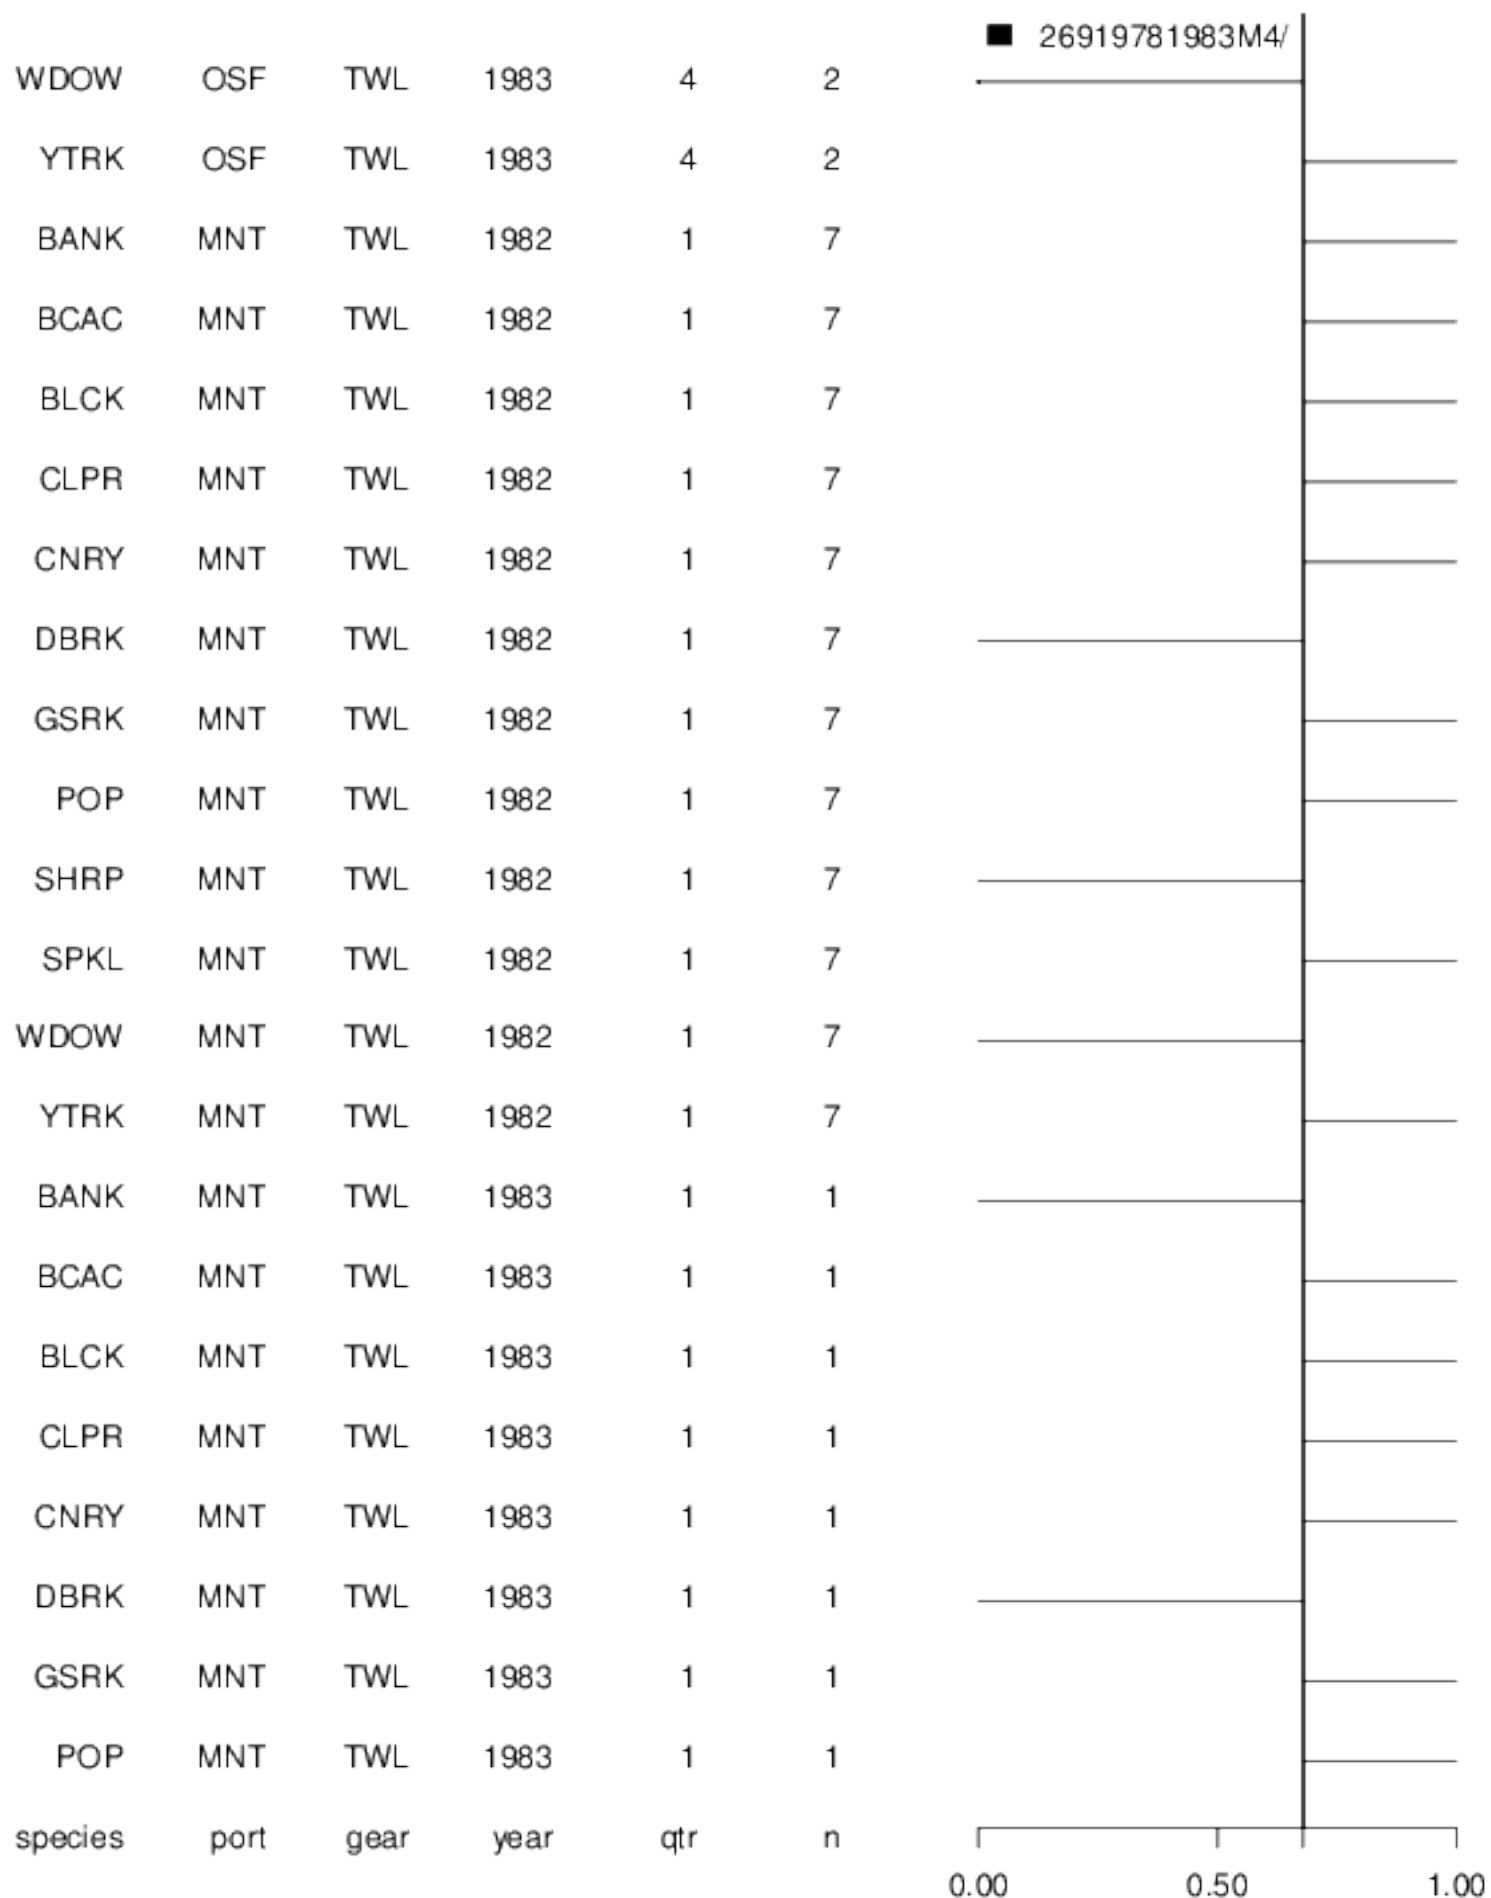 26919781983M4/
WDOW OSF TWL 1983 4 2
YTRK OSF TWL 1983 4 2
BANK MNT TWL 1982 1 7
BCAC MNT TWL 1982 1 7
BLCK MNT TWL 1982 1 7
CLPR MNT TWL 1982 1 7
CNRY MNT TWL 1982 1 7
DBRK MNT TWL 1982 1 7
GSRK MNT TWL 1982 1 7
POP MNT TWL 1982 1 7
SHRP MNT TWL 1982 1 7
SPKL MNT TWL 1982 1 7
WDOW MNT TWL 1982 1 7
YTRK MNT TWL 1982 1 7
BANK MNT TWL 1983 1 1
BCAC MNT TWL 1983 1 1
BLCK MNT TWL 1983 1 1
CLPR MNT TWL 1983 1 1
CNRY MNT TWL 1983 1 1
DBRK MNT TWL 1983 1 1
GSRK MNT TWL 1983 1 1
POP MNT TWL 1983 1 1
species port gear year qtr n
0.00 0.50 1.00